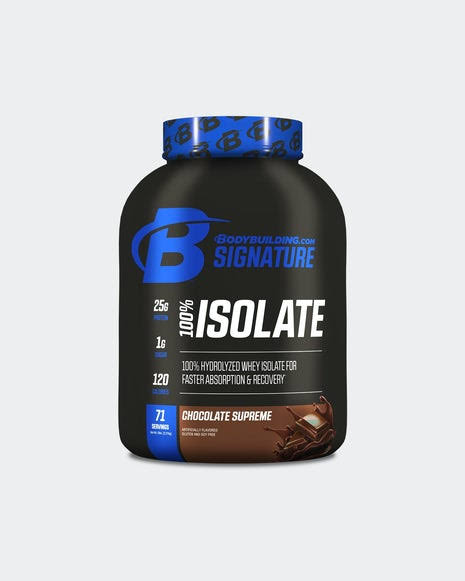 B
BODYBUILDING.COM
SIGNATURE
25G
PROTEIN
1G
SUGAR
120
CALORIES
100% ISOLATE
100% HYDROLYZED WHEY ISOLATE FOR
FASTER ABSORPTION & RECOVERY*
71
SERVINGS
CHOCOLATE SUPREME
ARTIFICIALLY FLAVORED
GLUTEN AND SOY FREE